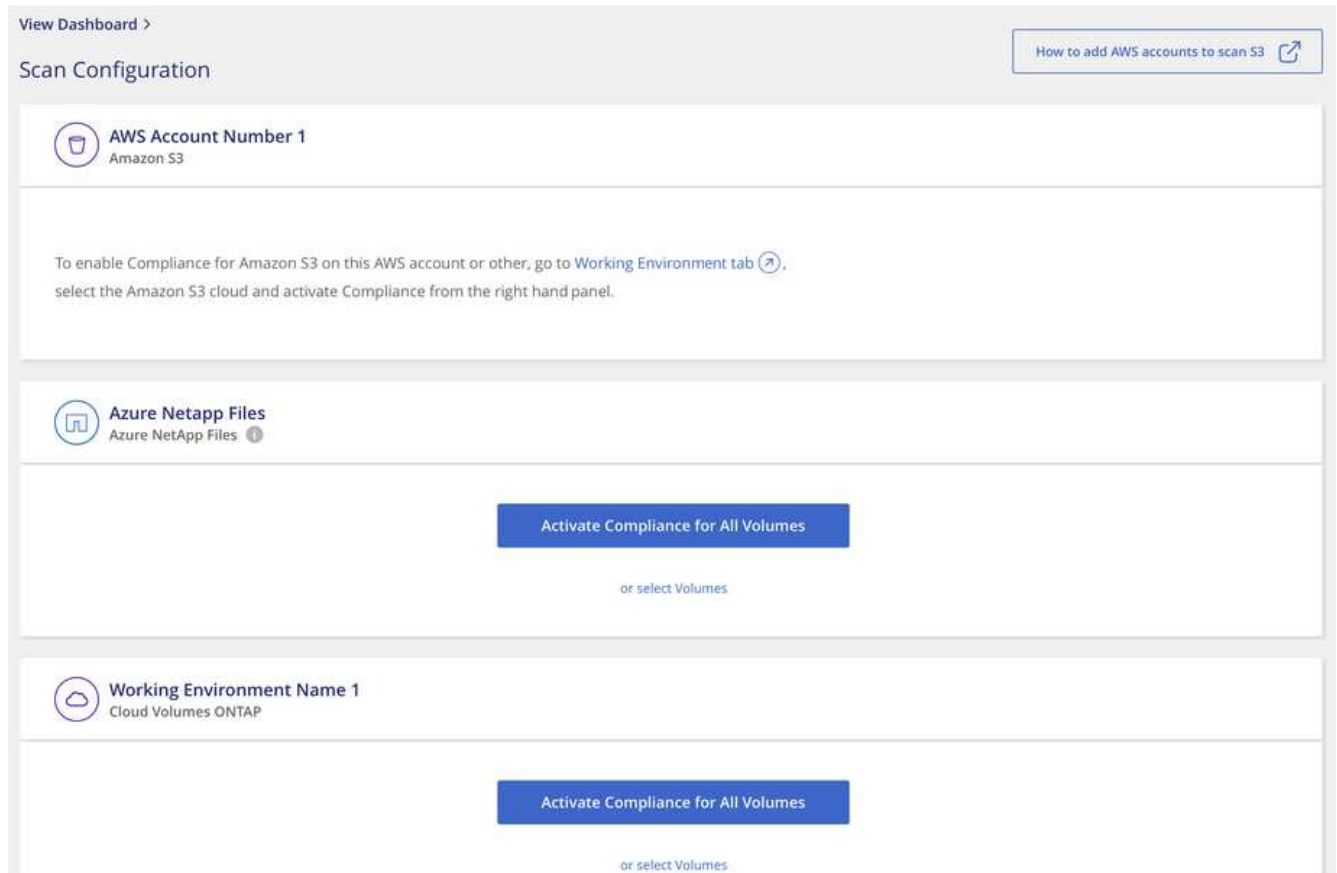 View Dashboard >
How to add AWS accounts to scan S3
Scan Configuration
AWS Account Number 1
Amazon S3
To enable Compliance for Amazon S3 on this AWS account or other, go to Working Environment tab,
select the Amazon S3 cloud and activate Compliance from the right hand panel.
Azure Netapp Files
Azure NetApp Files
Activate Compliance for All Volumes
or select Volumes
Working Environment Name 1
Cloud Volumes ONTAP
Activate Compliance for All Volumes
or select Volumes